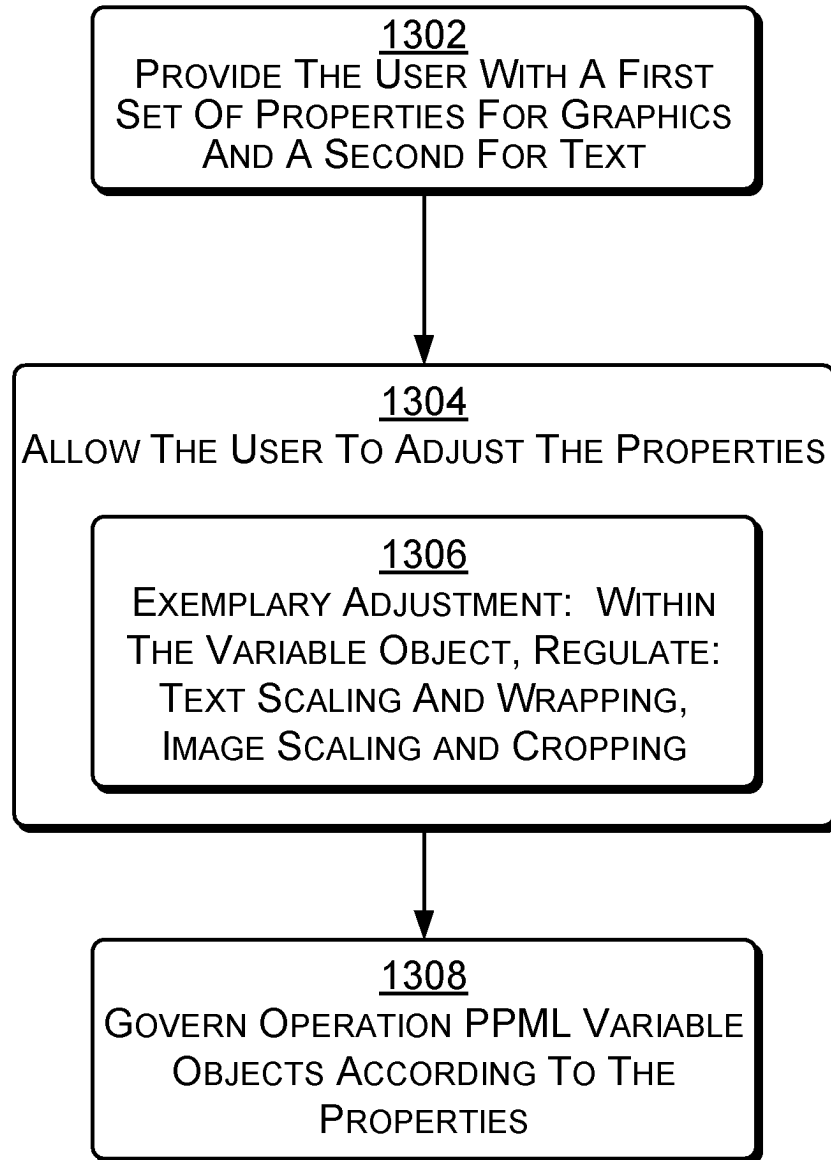 1302
PROVIDE THE USER WITH A FIRST
SET OF PROPERTIES FOR GRAPHICS
AND A SECOND FOR TEXT
1304
ALLOW THE USER TO ADJUST THE PROPERTIES
1306
EXEMPLARY ADJUSTMENT: WITHIN
THE VARIABLE OBJECT, REGULATE:
TEXT SCALING AND WRAPPING,
IMAGE SCALING AND CROPPING
1308
GOVERN OPERATION PPML VARIABLE
OBJECTS ACCORDING TO THE
PROPERTIES